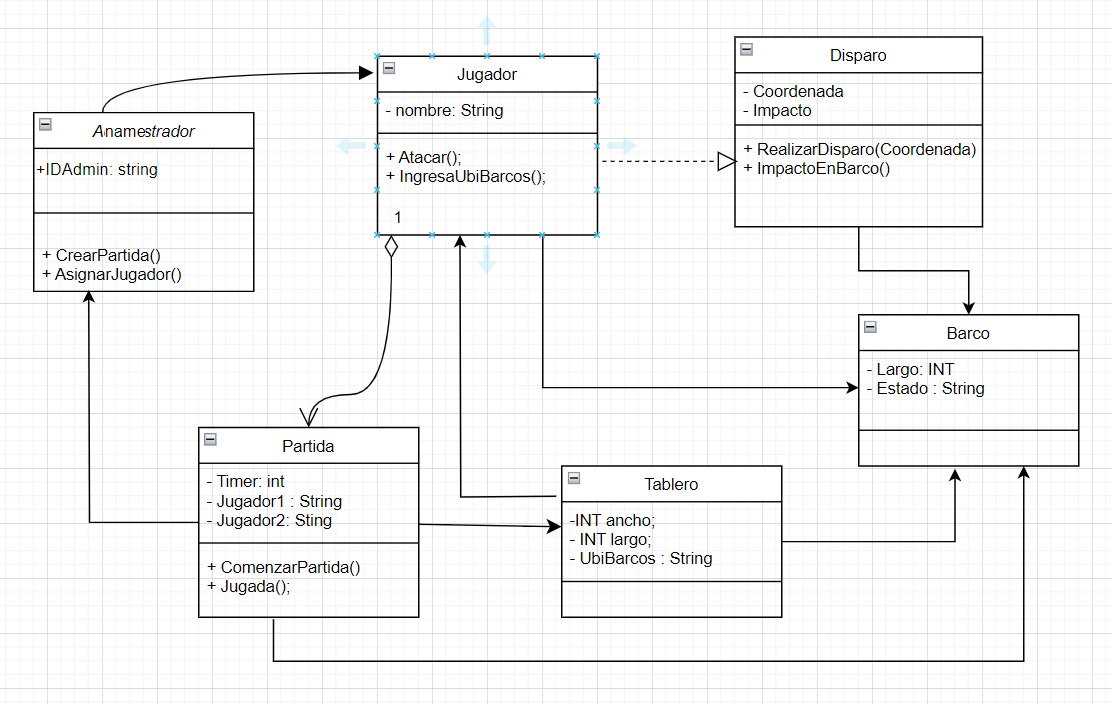 Jugador
- nombre: String
+ Atacar();
+ IngresaUbiBarcos();
1
Disparo
- Coordenada
- Impacto
+ RealizarDisparo(Coordenada)
+ ImpactoEnBarco()
Anamestrador
+IDAdmin: string
+ CrearPartida()
+ AsignarJugador()
Barco
- Largo: INT
- Estado : String
Partida
- Timer: int
- Jugador1 : String
- Jugador2: Sting
+ ComenzarPartida()
+ Jugada();
Tablero
-INT ancho;
- INT largo;
- UbiBarcos : String